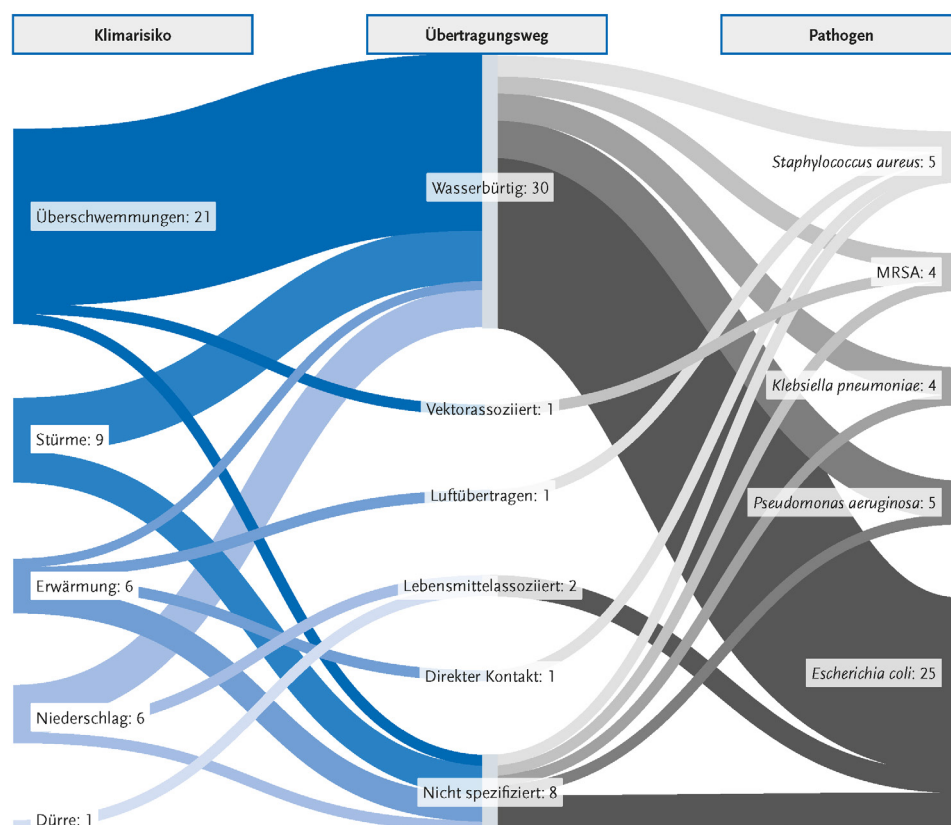 Klimarisiko
Übertragungsweg
Pathogen
Überschwemmungen: 21
Stürme: 9
Erwärmung: 6
Niederschlag: 6
Dürre: 1
Wasserbürtig: 30
Vektorassoziiert: 1
Luftübertragen: 1
Lebensmittelassoziiert: 2
Direkter Kontakt: 1
Nicht spezifiziert: 8
Staphylococcus aureus: 5
MRSA: 4
Klebsiella pneumoniae: 4
Pseudomonas aeruginosa: 5
Escherichia coli: 25